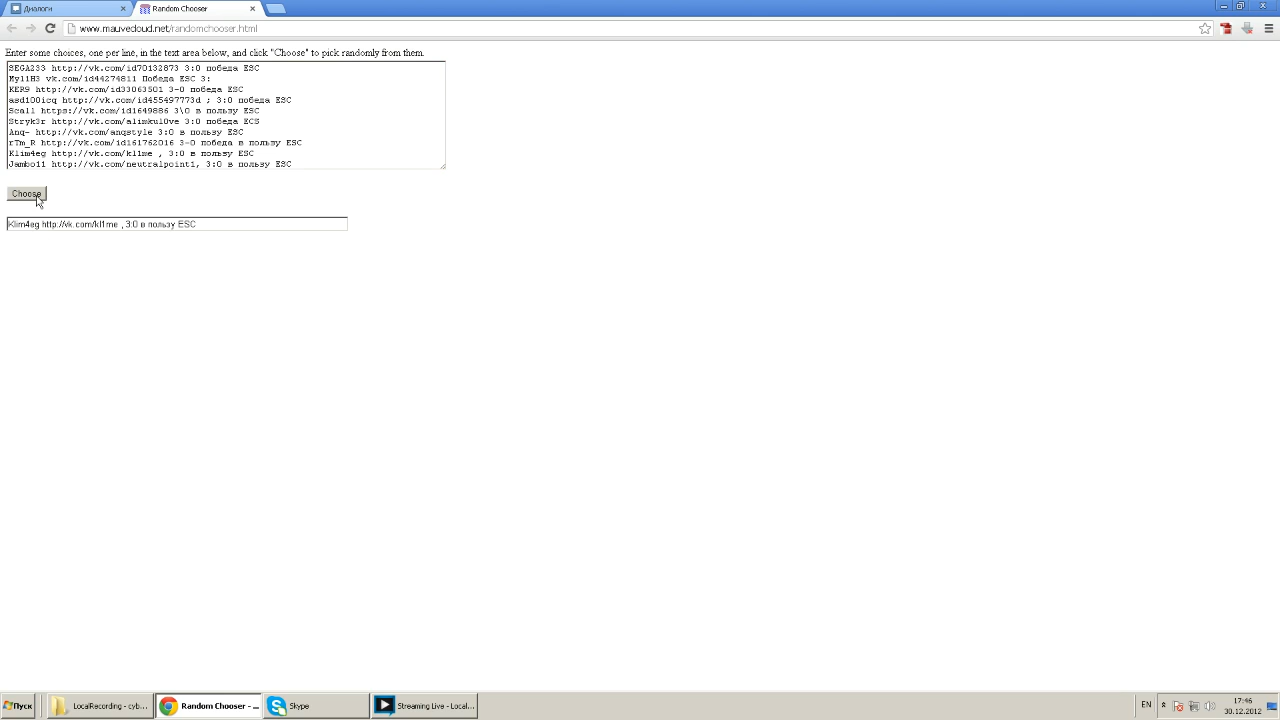 Диалоги
Random Chooser
www.mauvecloud.net/randomchooser.html
Enter some choices, one per line, in the text area below, and click "Choose" to pick randomly from them.
SEGA233 http://vk.com/id70132873 3:0 победа ESC
My11H3 vk.com/id44274811 Победа ESC 3:
KER9 http://vk.com/id33063501 3-0 победа ESC
asd100icq http://vk.com/id455497773d ; 3:0 победа ESC
Scall https://vk.com/id1649886 3\0 в пользу ESC
Stryk3r http://vk.com/alimkul0ve 3:0 победа ECS
Anq- http://vk.com/anqstyle 3:0 в пользу ESC
rTm_R http://vk.com/id161762016 3-0 победа в пользу ESC
Klim4eg http://vk.com/kl1me , 3:0 в пользу ESC
Jambo11 http://vk.com/neutralpoint1, 3:0 в пользу ESC
Choose
Klim4eg http://vk.com/kl1me , 3:0 в пользу ESC
Пуск
LocalRecording - cyb...
Random Chooser - ...
Skype
Streaming Live - Local...
EN
17:46
30.12.2012